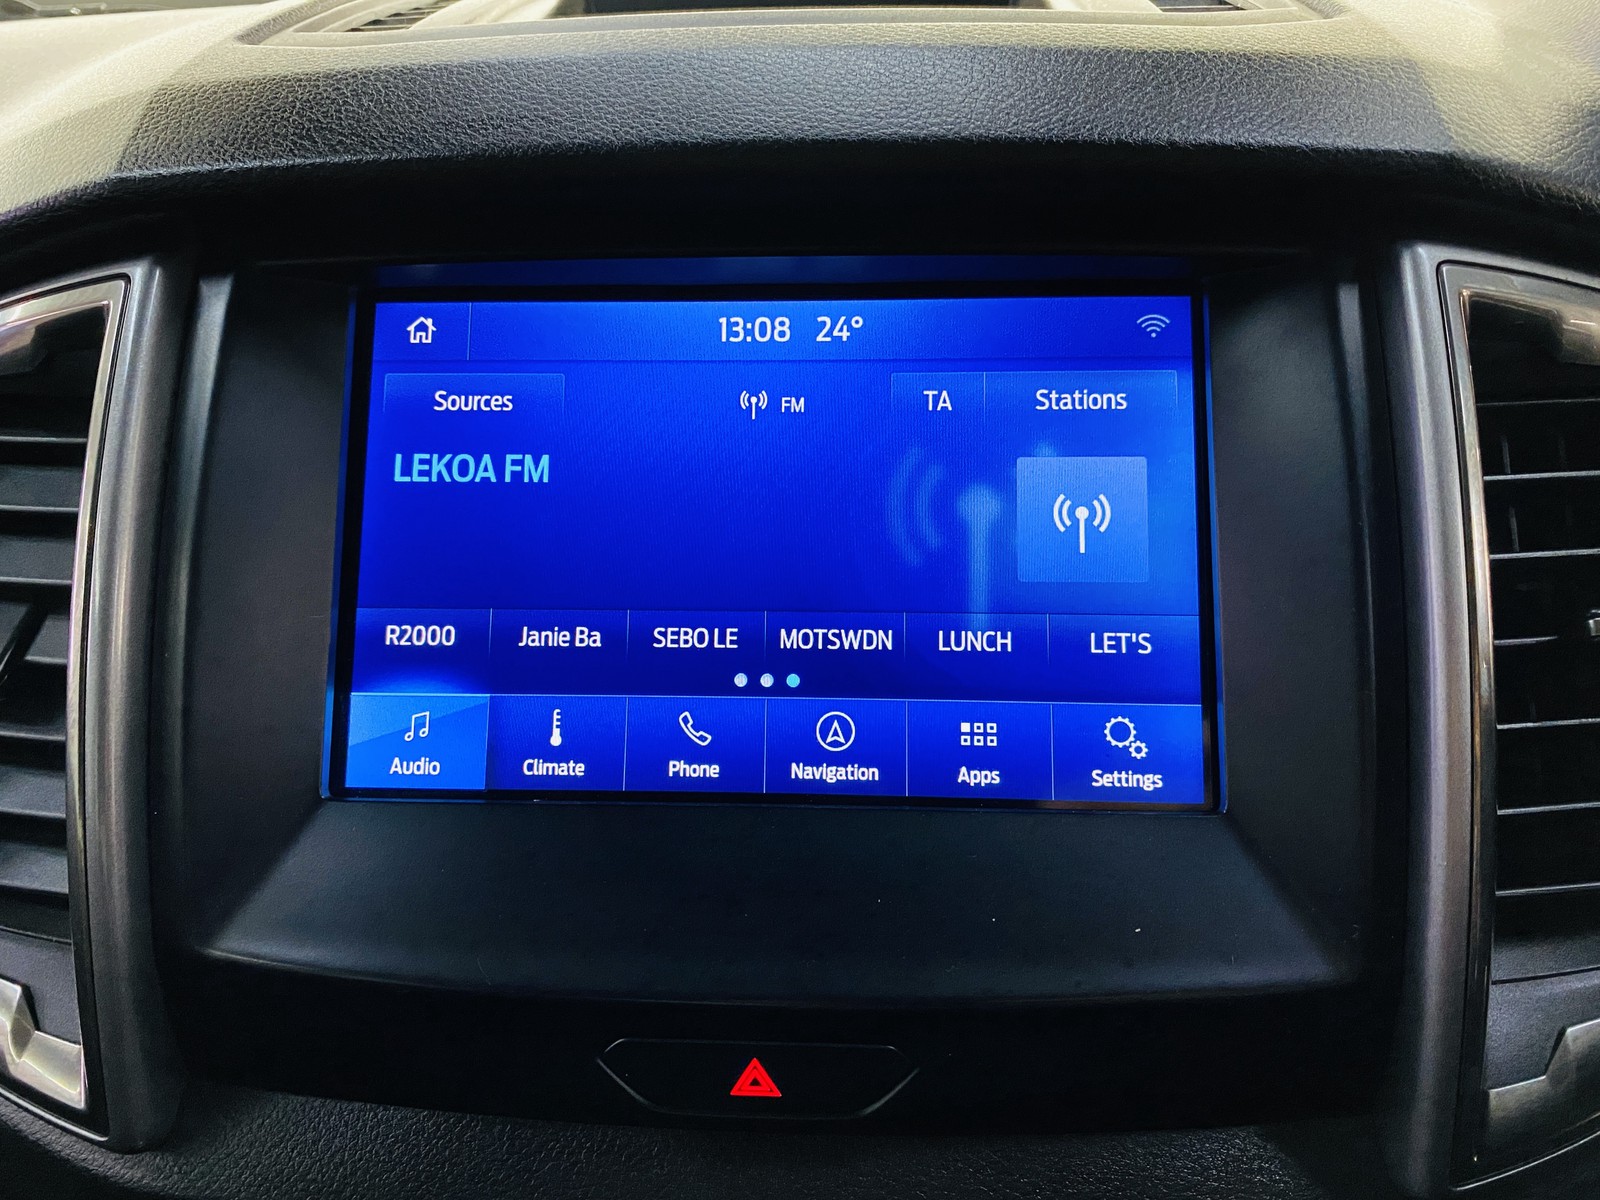 13:08 24°
Sources FM TA Stations
LEKOA FM
R2000 Janie Ba SEBO LE MOTSWDN LUNCH LET'S
Audio Climate Phone Navigation Apps Settings